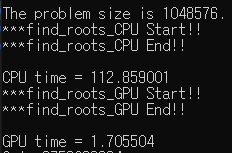 The problem size is 1048576.
***find_roots_CPU Start!!
***find_roots_CPU End!!
CPU time = 112.859001
***find_roots_GPU Start!!
***find_roots_GPU End!!
GPU time = 1.705504